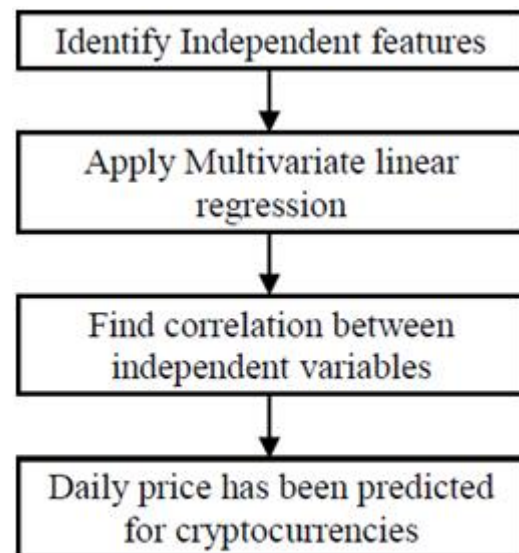 Identify Independent features
Apply Multivariate linear
regression
Find correlation between
independent variables
Daily price has been predicted
for cryptocurrencies